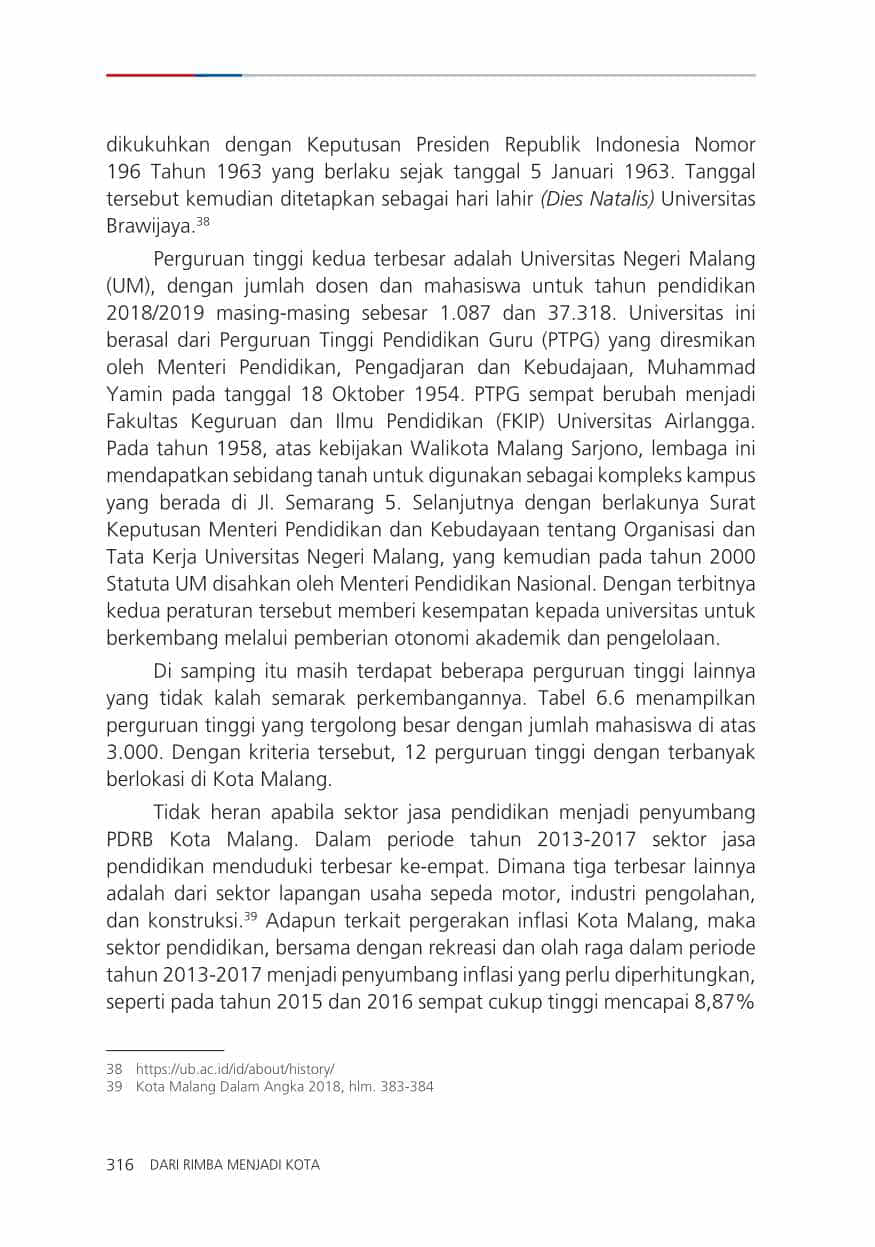 dikukuhkan dengan Keputusan Presiden Republik Indonesia Nomor
196 Tahun 1963 yang berlaku sejak tanggal 5 Januari 1963. Tanggal
tersebut kemudian ditetapkan sebagai hari lahir (Dies Natalis) Universitas
Brawijaya.38
Perguruan tinggi kedua terbesar adalah Universitas Negeri Malang
(UM), dengan jumlah dosen dan mahasiswa untuk tahun pendidikan
2018/2019 masing-masing sebesar 1.087 dan 37.318. Universitas ini
berasal dari Perguruan Tinggi Pendidikan Guru (PTPG) yang diresmikan
oleh Menteri Pendidikan, Pengadjaran dan Kebudajaan, Muhammad
Yamin pada tanggal 18 Oktober 1954. PTPG sempat berubah menjadi
Fakultas Keguruan dan Ilmu Pendidikan (FKIP) Universitas Airlangga.
Pada tahun 1958, atas kebijakan Walikota Malang Sarjono, lembaga ini
mendapatkan sebidang tanah untuk digunakan sebagai kompleks kampus
yang berada di Jl. Semarang 5. Selanjutnya dengan berlakunya Surat
Keputusan Menteri Pendidikan dan Kebudayaan tentang Organisasi dan
Tata Kerja Universitas Negeri Malang, yang kemudian pada tahun 2000
Statuta UM disahkan oleh Menteri Pendidikan Nasional. Dengan terbitnya
kedua peraturan tersebut memberi kesempatan kepada universitas untuk
berkembang melalui pemberian otonomi akademik dan pengelolaan.
Di samping itu masih terdapat beberapa perguruan tinggi lainnya
yang tidak kalah semarak perkembangannya. Tabel 6.6 menampilkan
perguruan tinggi yang tergolong besar dengan jumlah mahasiswa di atas
3.000. Dengan kriteria tersebut, 12 perguruan tinggi dengan terbanyak
berlokasi di Kota Malang.
Tidak heran apabila sektor jasa pendidikan menjadi penyumbang
PDRB Kota Malang. Dalam periode tahun 2013-2017 sektor jasa
pendidikan menduduki terbesar ke-empat. Dimana tiga terbesar lainnya
adalah dari sektor lapangan usaha sepeda motor, industri pengolahan,
dan konstruksi.39 Adapun terkait pergerakan inflasi Kota Malang, maka
sektor pendidikan, bersama dengan rekreasi dan olah raga dalam periode
tahun 2013-2017 menjadi penyumbang inflasi yang perlu diperhitungkan,
seperti pada tahun 2015 dan 2016 sempat cukup tinggi mencapai 8,87%
38 https://ub.ac.id/id/about/history/
39 Kota Malang Dalam Angka 2018, hlm. 383-384
316 DARI RIMBA MENJADI KOTA